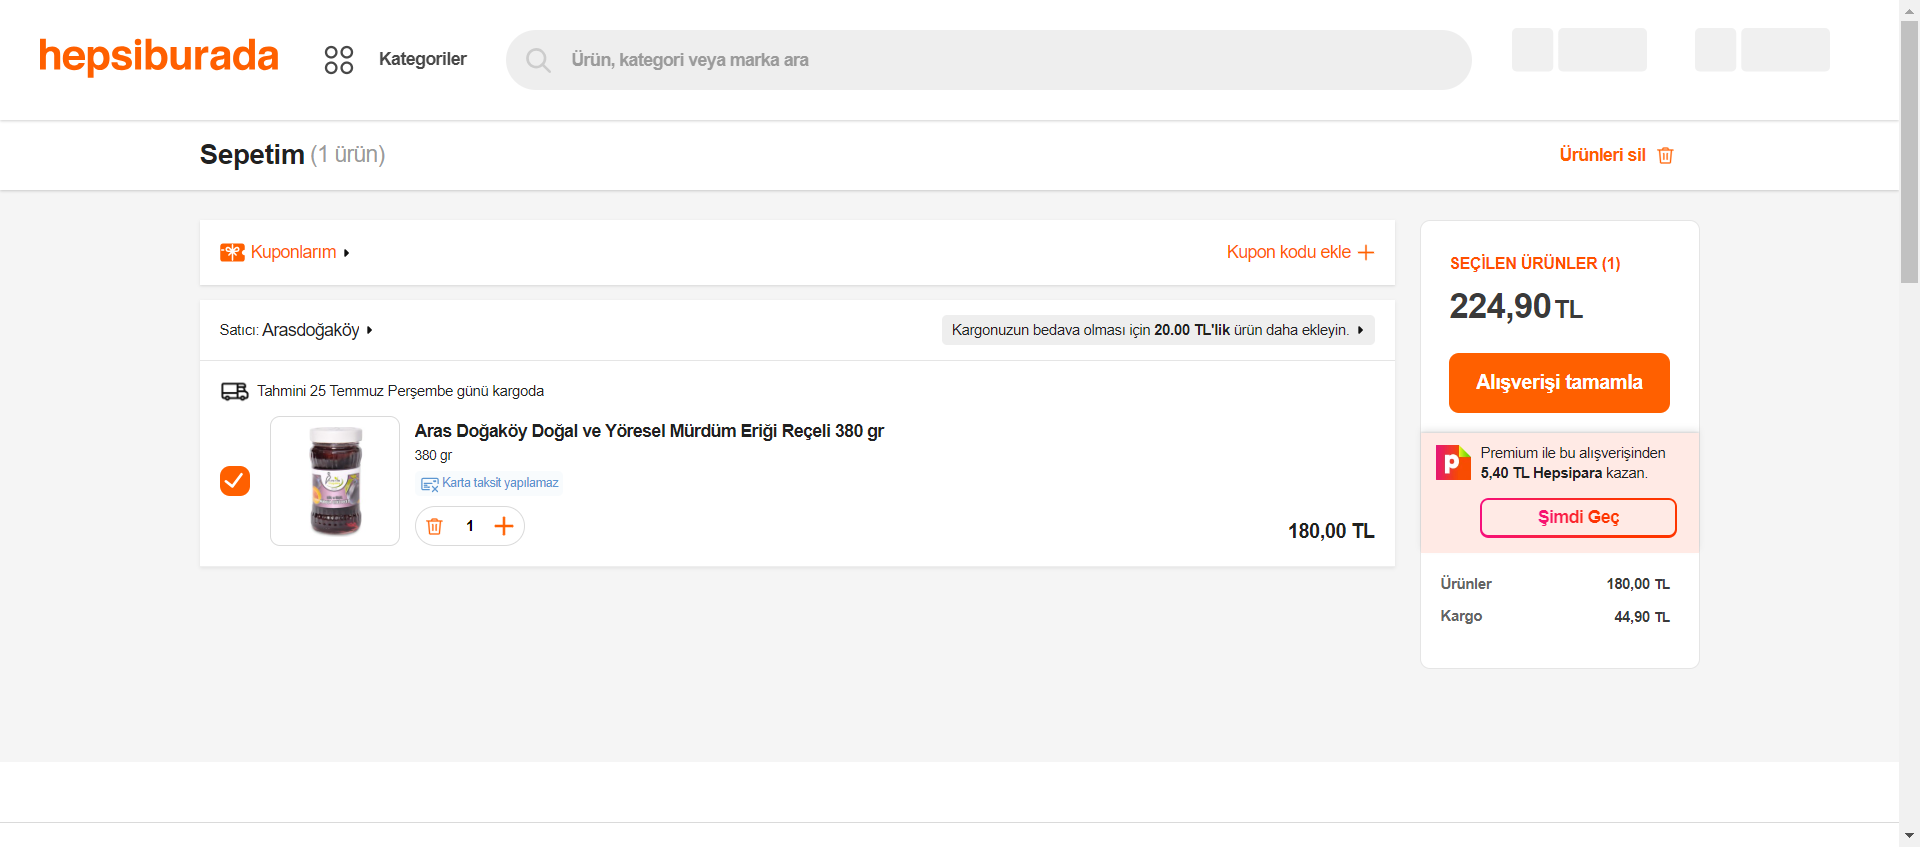 hepsiburada
Kategoriler
Ürün, kategori veya marka ara
Sepetim (1 ürün)
Ürünleri sil
Kuponlarım
Kupon kodu ekle
Satıcı: Arasdoğaköy
Kargonuzun bedava olması için 20.00 TL'lik ürün daha ekleyin.
Tahmini 25 Temmuz Perşembe günü kargoda
Aras Doğaköy Doğal ve Yöresel Mürdüm Eriği Reçeli 380 gr
380 gr
Karta taksit yapılamaz
1
180,00 TL
SEÇİLEN ÜRÜNLER (1)
224,90 TL
Alışverişi tamamla
p
Premium ile bu alışverişinden
5,40 TL Hepsipara kazan.
Şimdi Geç
Ürünler 180,00 TL
Kargo 44,90 TL